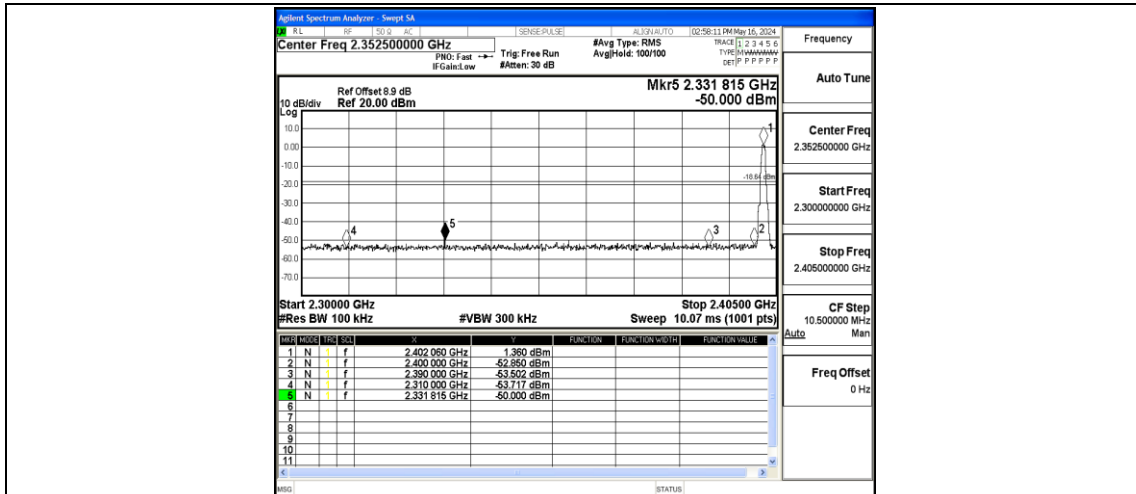 Agilent Spectrum Analyzer - Swept SA
RL RF 50 Ω AC SENSE:PULSE ALIGN AUTO 02:58:11 PM May 16, 2024
Center Freq 2.352500000 GHz
PNO: Fast
IFGain:Low
Trig: Free Run
#Atten: 30 dB
#Avg Type: RMS
Avg|Hold: 100/100
TRACE 1 2 3 4 5 6
TYPE M
DET P P P P P P
Mkr5 2.331 815 GHz
-50.000 dBm
Ref Offset 8.9 dB
10 dB/div Ref 20.00 dBm
Log
10.0
0.00
-10.0
-20.0
-30.0
-40.0
-50.0
-60.0
-70.0
1
-18.64 dBm
4
5
3
2
Start 2.30000 GHz Stop 2.40500 GHz
#Res BW 100 kHz #VBW 300 kHz Sweep 10.07 ms (1001 pts)
MKR MODE TRC SCL X Y FUNCTION FUNCTION WIDTH FUNCTION VALUE
1 N 1 f 2.402 060 GHz 1.360 dBm
2 N 1 f 2.400 000 GHz -52.850 dBm
3 N 1 f 2.390 000 GHz -53.502 dBm
4 N 1 f 2.310 000 GHz -53.717 dBm
5 N 1 f 2.331 815 GHz -50.000 dBm
6
7
8
9
10
11
MSG STATUS
Frequency
Auto Tune
Center Freq
2.352500000 GHz
Start Freq
2.300000000 GHz
Stop Freq
2.405000000 GHz
CF Step
10.500000 MHz
Auto Man
Freq Offset
0 Hz